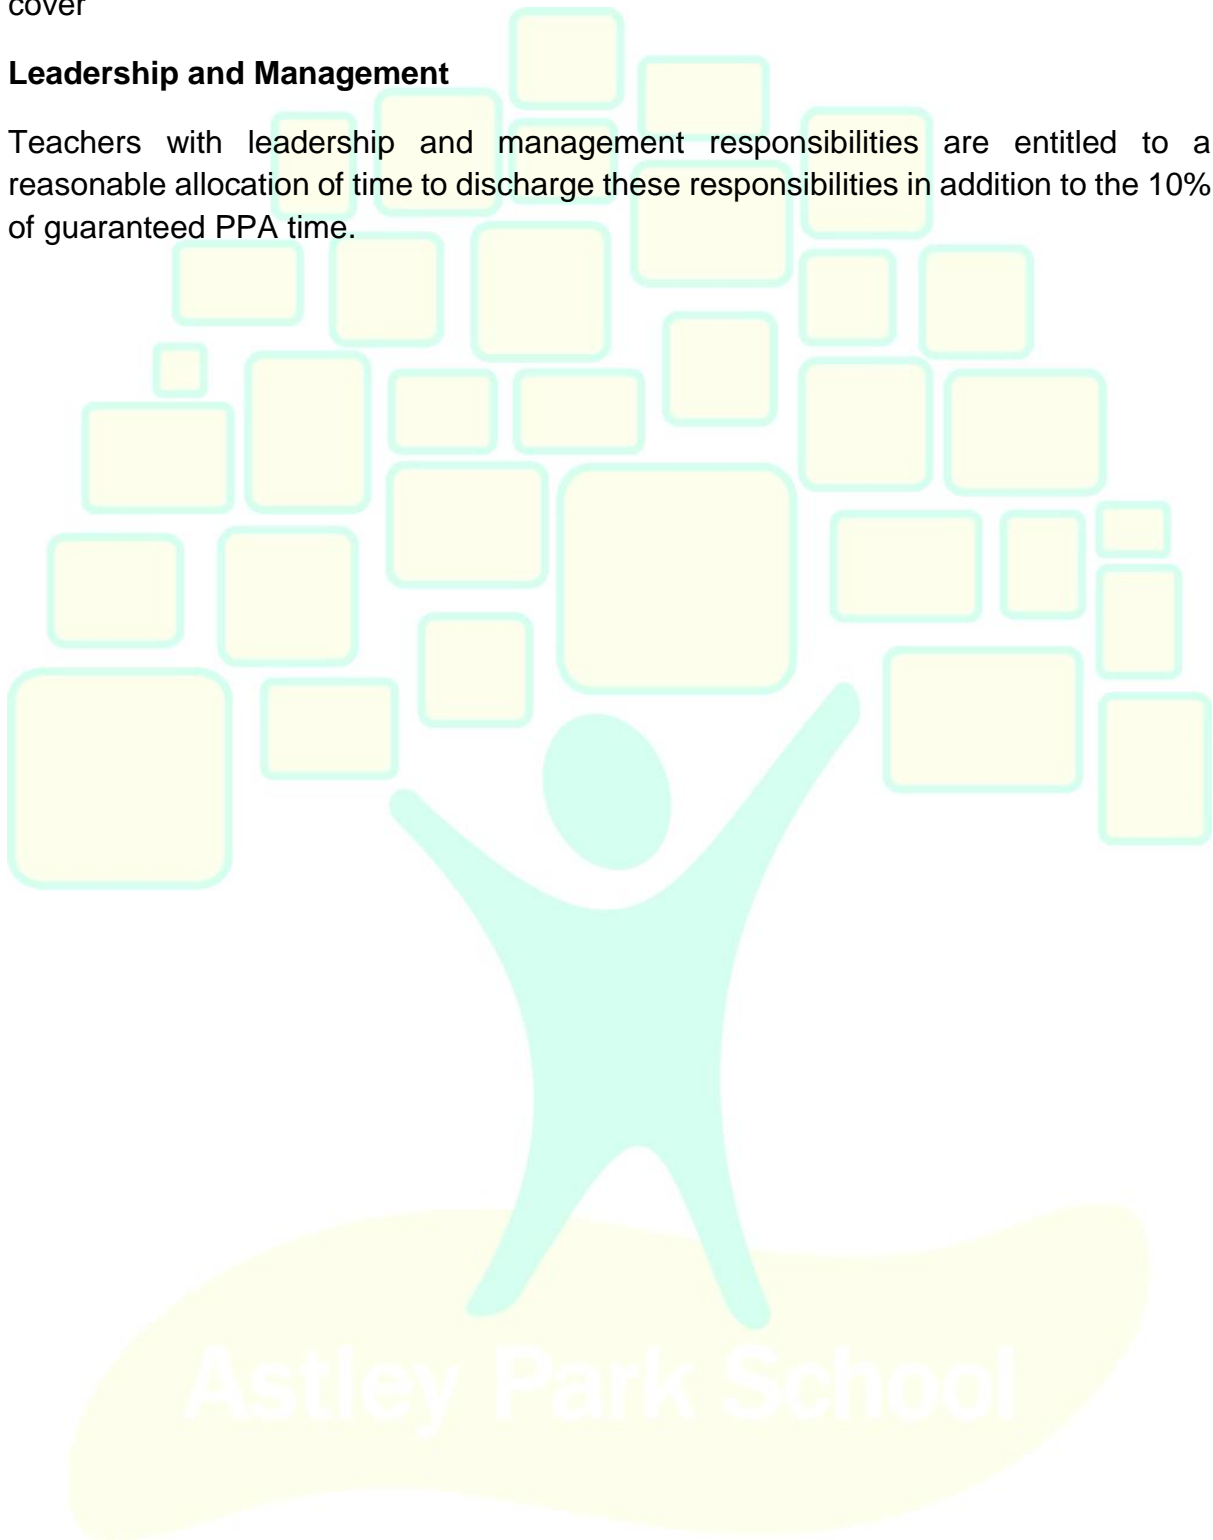 cover
Leadership and Management
Teachers with leadership and management responsibilities are entitled to a
reasonable allocation of time to discharge these responsibilities in addition to the 10%
of guaranteed PPA time.
Astley Park School